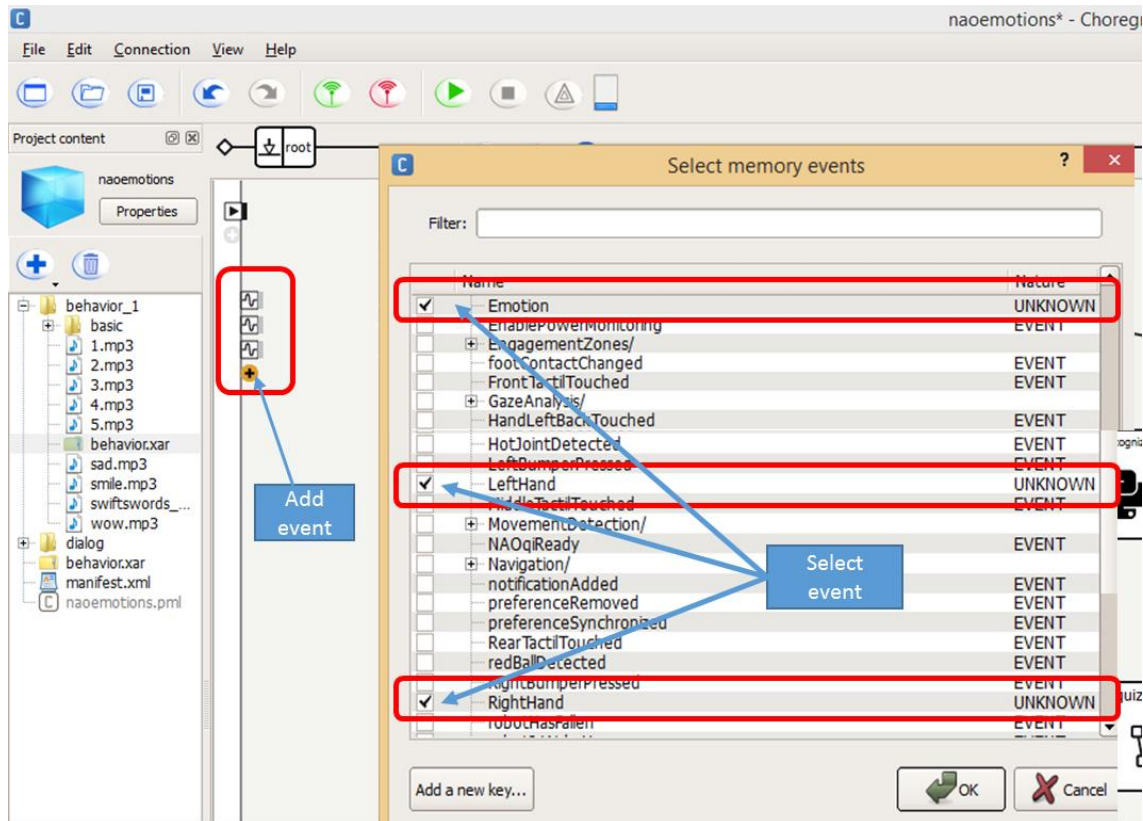 naoemotions* - Choregr
File Edit Connection View Help
Project content
root
naoemotions
Properties
behavior_1
basic
1.mp3
2.mp3
3.mp3
4.mp3
5.mp3
behavior.xar
sad.mp3
smile.mp3
swiftswords_...
wow.mp3
dialog
behavior.xar
manifest.xml
naoemotions.pml
Add
event
Select memory events
Filter:
Name Nature
Emotion UNKNOWN
EnablePowerMonitoring EVENT
EngagementZones/
footContactChanged EVENT
FrontTactilTouched EVENT
GazeAnalysis/
HandLeftBackTouched EVENT
HotJointDetected EVENT
LeftBumperPressed EVENT
LeftHand UNKNOWN
MiddleTactilTouched EVENT
MovementDetection/
NAOqiReady EVENT
Navigation/
notificationAdded EVENT
preferenceRemoved EVENT
preferenceSynchronized EVENT
RearTactilTouched EVENT
redBallDetected EVENT
RightBumperPressed EVENT
RightHand UNKNOWN
robotHasFallen EVENT
Select
event
Add a new key... OK Cancel